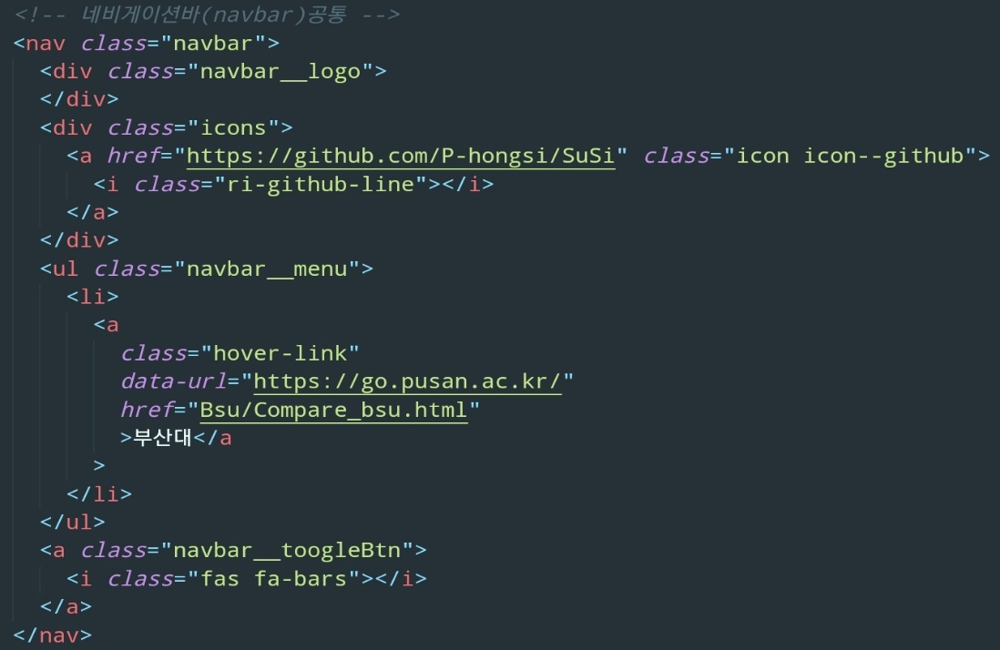 <!-- 네비게이션바(navbar)공통 -->
<nav class="navbar">
<div class="navbar__logo">
</div>
<div class="icons">
<a href="https://github.com/P-hongsi/SuSi" class="icon icon--github">
<i class="ri-github-line"></i>
</a>
</div>
<ul class="navbar__menu">
<li>
<a
class="hover-link"
data-url="https://go.pusan.ac.kr/"
href="Bsu/Compare_bsu.html"
>부산대</a
>
</li>
</ul>
<a class="navbar__toogleBtn">
<i class="fas fa-bars"></i>
</a>
</nav>